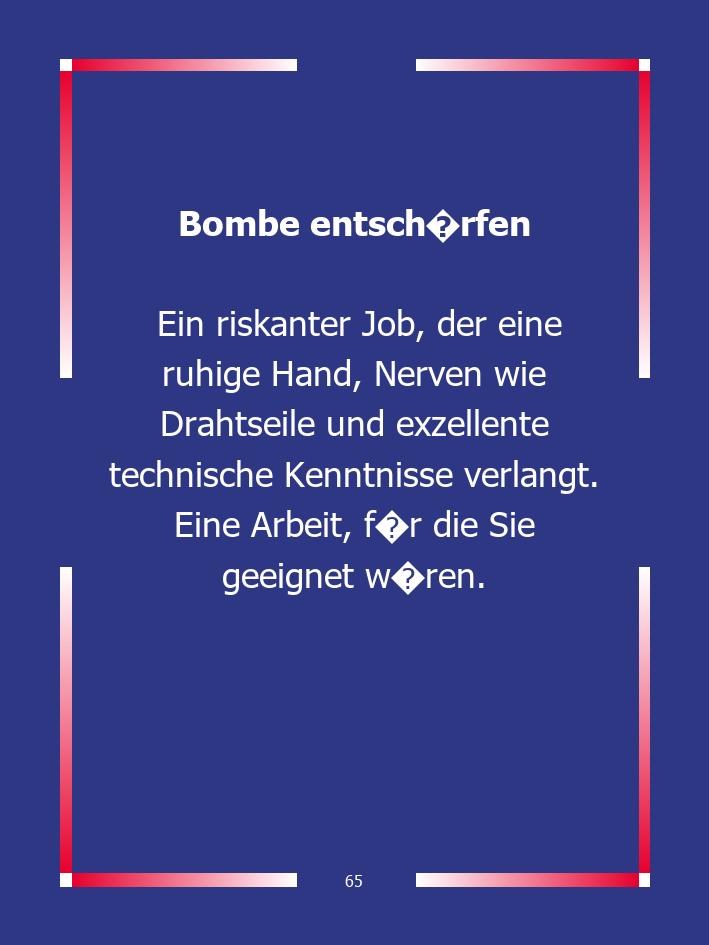 Bombe entsch�rfen
Ein riskanter Job, der eine
ruhige Hand, Nerven wie
Drahtseile und exzellente
technische Kenntnisse verlangt.
Eine Arbeit, f�r die Sie
geeignet w�ren.
65